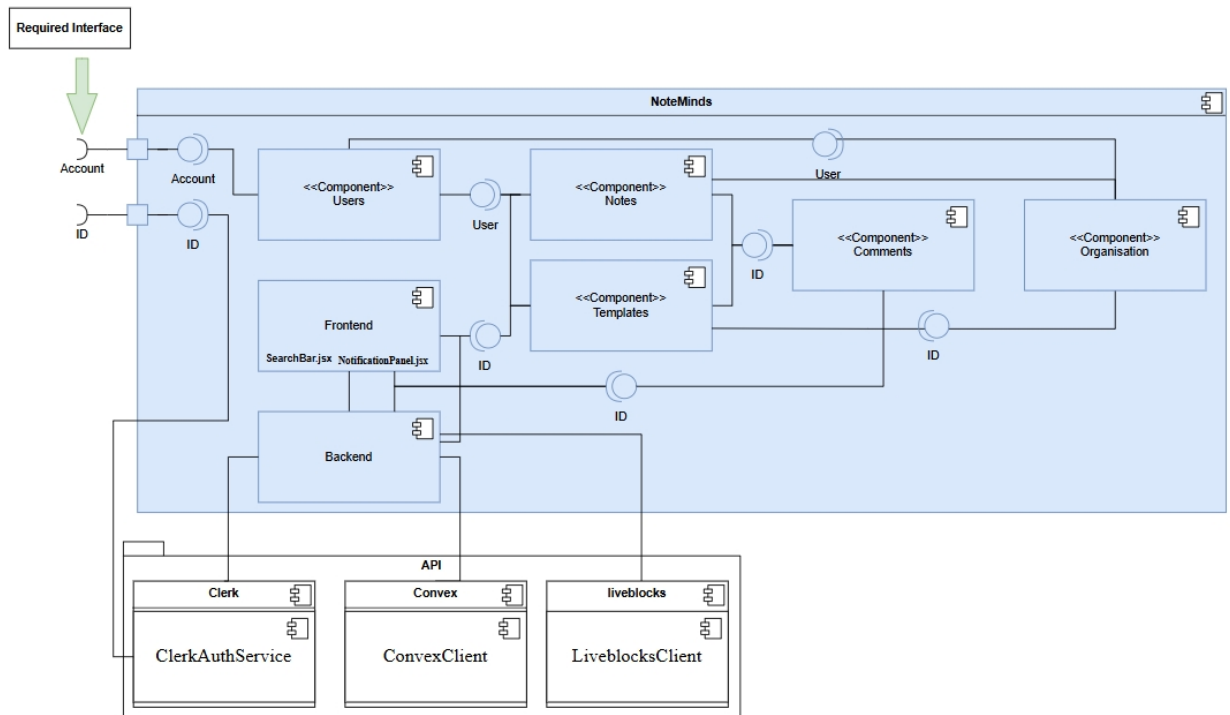 Required Interface
NoteMinds
Account
Account
<<Component>>
Users
User
<<Component>>
Notes
User
ID
ID
<<Component>>
Comments
<<Component>>
Organisation
ID
<<Component>>
Templates
Frontend
SearchBar.jsx NotificationPanel.jsx
ID
ID
ID
Backend
API
Clerk
Convex
liveblocks
ClerkAuthService
ConvexClient
LiveblocksClient